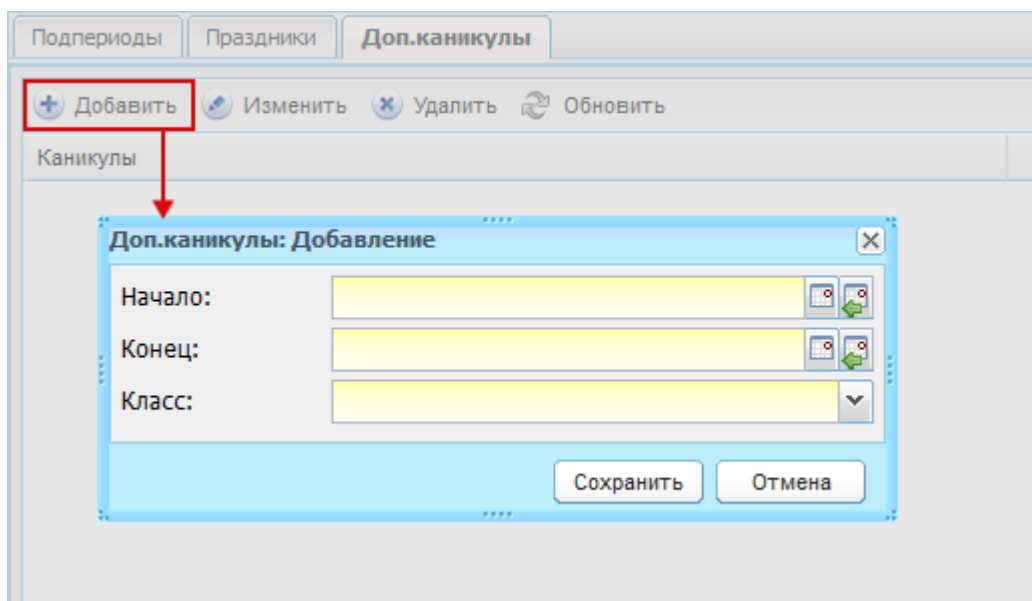 Подпериоды Праздники Доп.каникулы
Добавить Изменить Удалить Обновить
Каникулы
Доп.каникулы: Добавление
Начало:
Конец:
Класс:
Сохранить Отмена